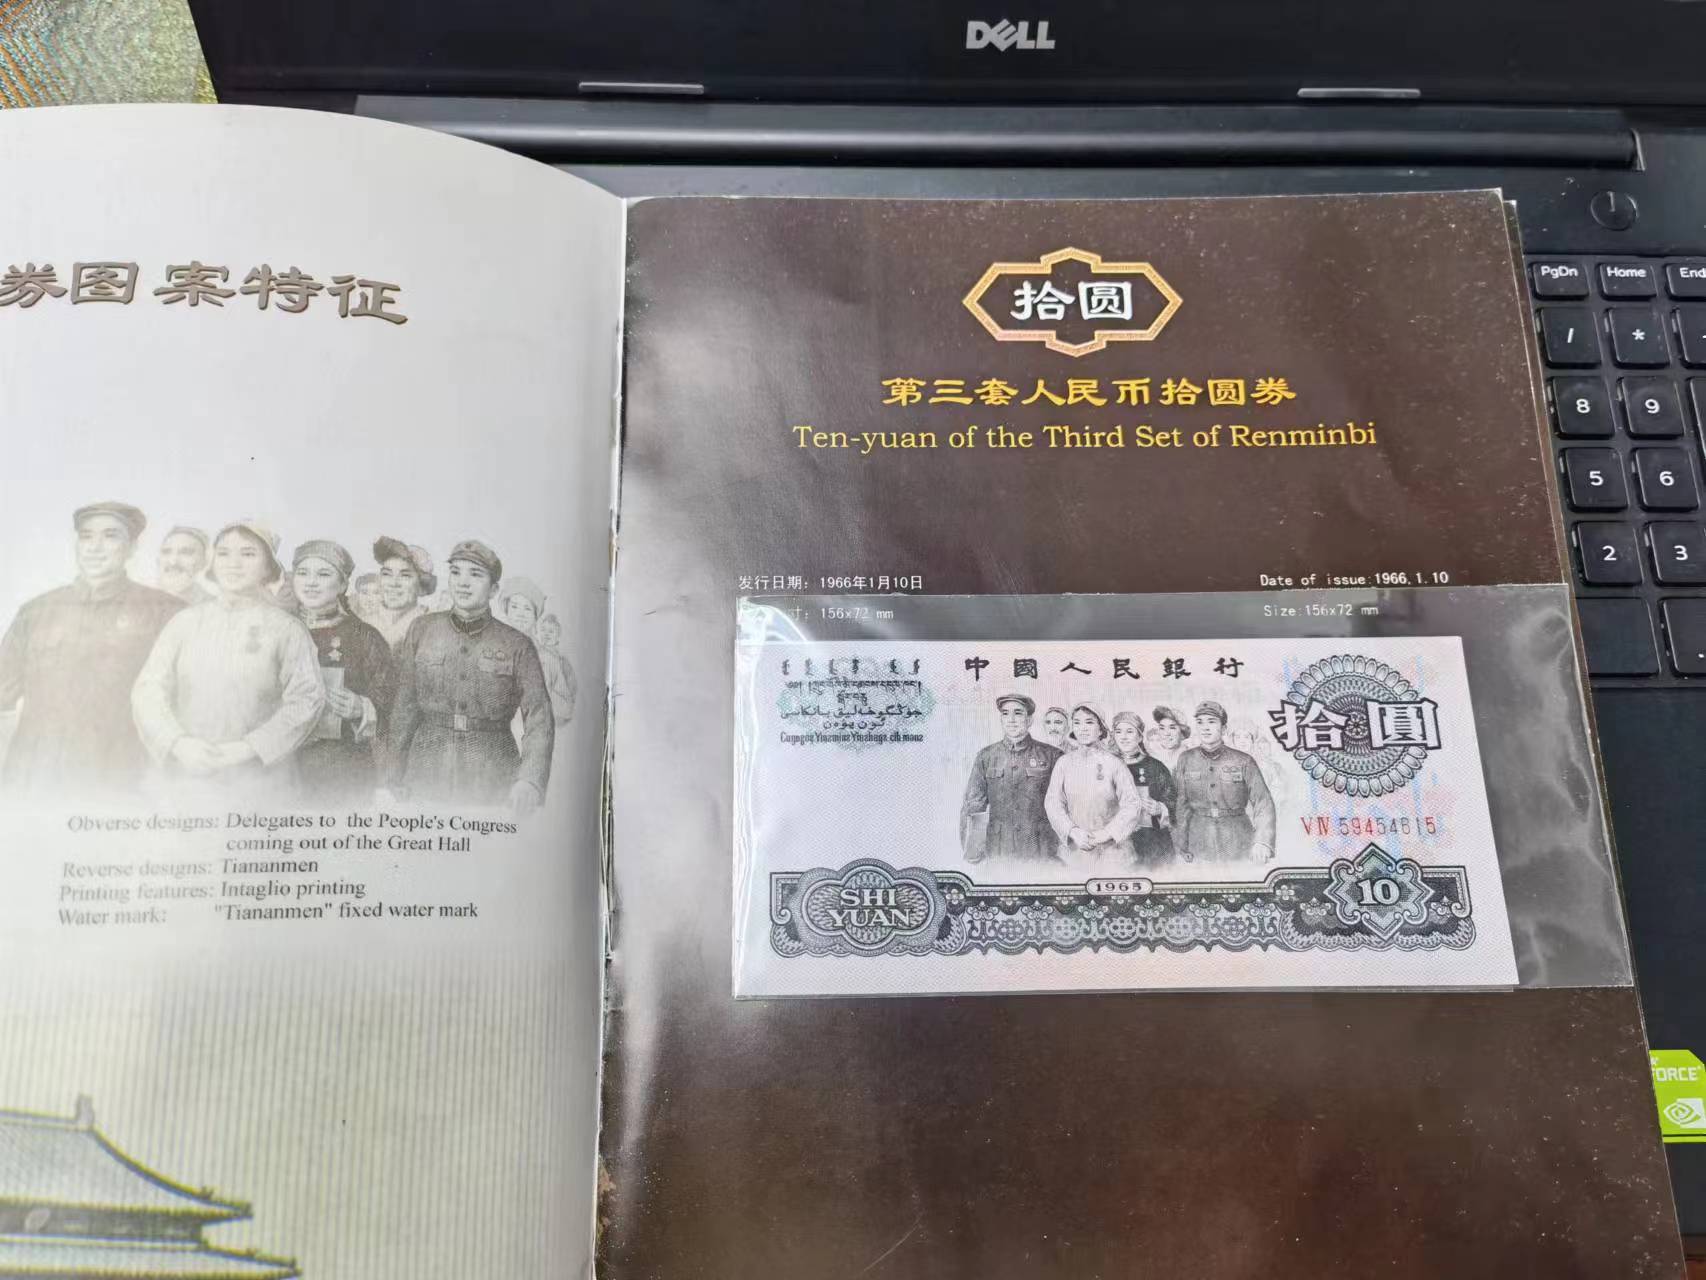 DELL
券图案特征
Obverse designs: Delegates to the People's Congress
coming out of the Great Hall
Reverse designs: Tiananmen
Printing features: Intaglio printing
Water mark: "Tiananmen" fixed water mark
拾圆
第三套人民币拾圆券
Ten-yuan of the Third Set of Renminbi
发行日期：1966年1月10日
Date of issue:1966.1.10
寸：156x72 mm
Size:156x72 mm
中國人民銀行
拾圓
VIV 59454615
1965
SHI
YUAN
10
PgDn Home End
/ *
8 9
5 6
2 3
FORCE